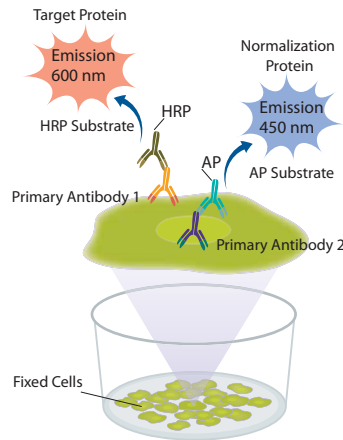 Target Protein
Emission
600 nm
HRP
HRP Substrate
Normalization
Protein
Emission
450 nm
AP
AP Substrate
Primary Antibody 1
Primary Antibody 2
Fixed Cells